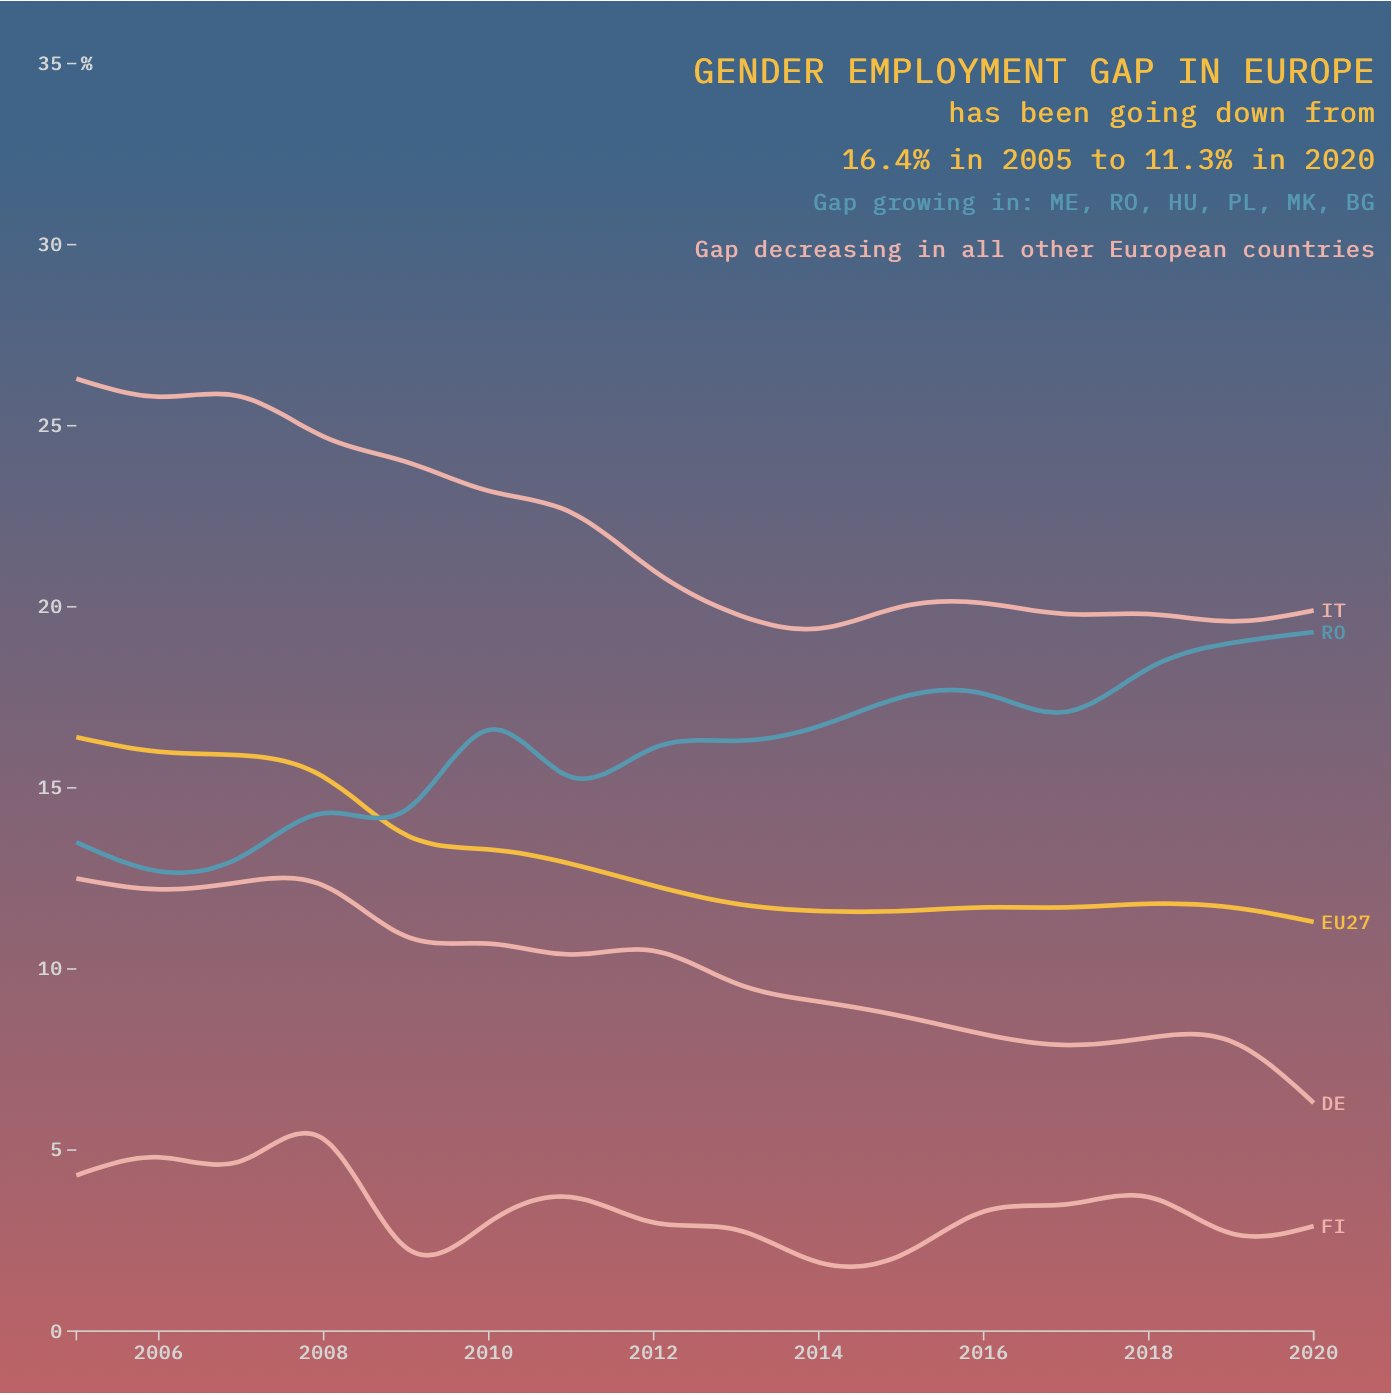 GENDER EMPLOYMENT GAP IN EUROPE
has been going down from
16.4% in 2005 to 11.3% in 2020
Gap growing in: ME, RO, HU, PL, MK, BG
Gap decreasing in all other European countries
35 %
30
25
20
15
10
5
0
IT
RO
EU27
DE
FI
2006 2008 2010 2012 2014 2016 2018 2020